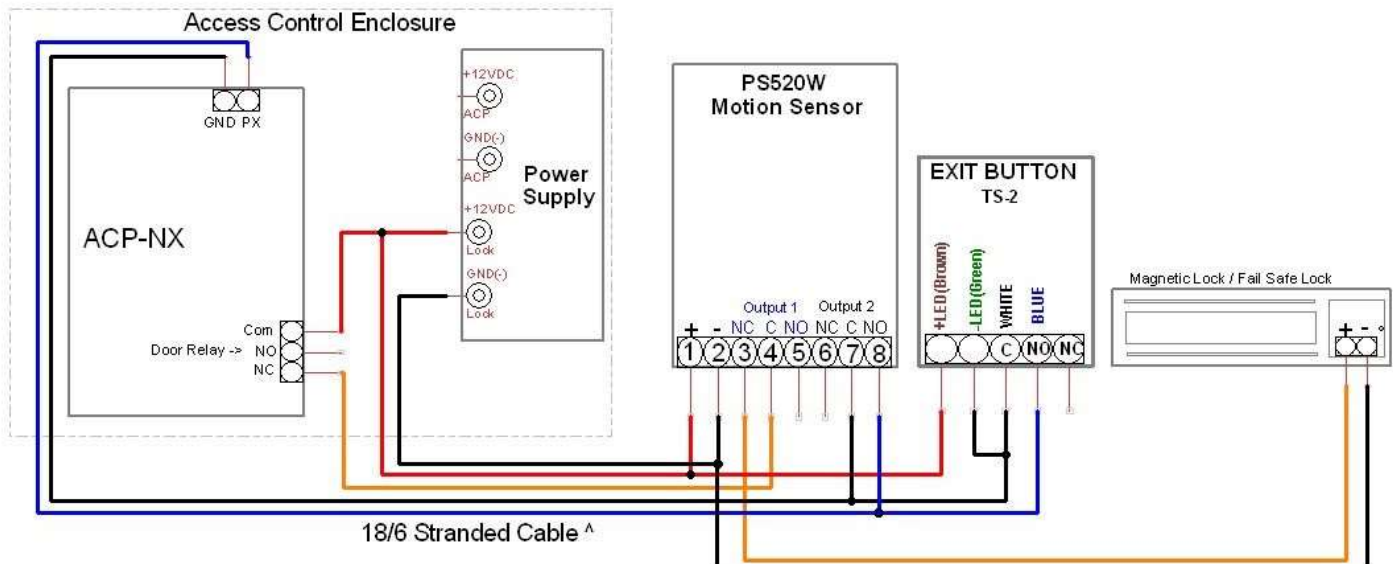 Access Control Enclosure
GND PX
ACP-NX
Com
Door Relay -> NO
NC
+12VDC
ACP
GND(-)
ACP
Power
Supply
+12VDC
Lock
GND(-)
Lock
PS520W
Motion Sensor
Output 1 Output 2
+ - NC C NO NC C NO
1 2 3 4 5 6 7 8
EXIT BUTTON
TS-2
+LED(Brown)
-LED(Green)
WHITE
BLUE
C NO NC
Magnetic Lock / Fail Safe Lock
+ -
18/6 Stranded Cable ^